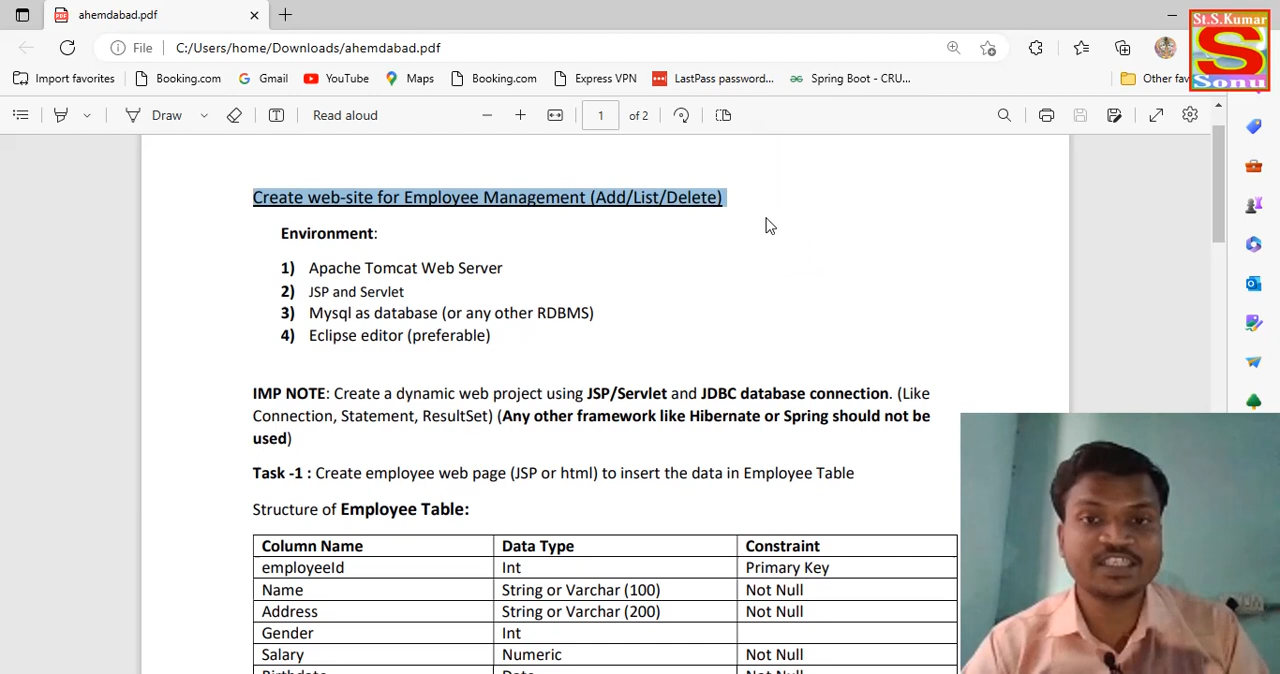 ahemdabad.pdf
File
C:/Users/home/Downloads/ahemdabad.pdf
Import favorites
Booking.com
Gmail
YouTube
Maps
Booking.com
Express VPN
LastPass password...
Spring Boot - CRU...
Other fav
St.S.Kumar
S
Sonu
Draw
Read aloud
1 of 2
Create web-site for Employee Management (Add/List/Delete)
Environment:
1) Apache Tomcat Web Server
2) JSP and Servlet
3) Mysql as database (or any other RDBMS)
4) Eclipse editor (preferable)
IMP NOTE: Create a dynamic web project using JSP/Servlet and JDBC database connection. (Like
Connection, Statement, ResultSet) (Any other framework like Hibernate or Spring should not be
used)
Task -1 : Create employee web page (JSP or html) to insert the data in Employee Table
Structure of Employee Table:
Column Name Data Type Constraint
employeeId Int Primary Key
Name String or Varchar (100) Not Null
Address String or Varchar (200) Not Null
Gender Int
Salary Numeric Not Null
Birthdate Date Not Null